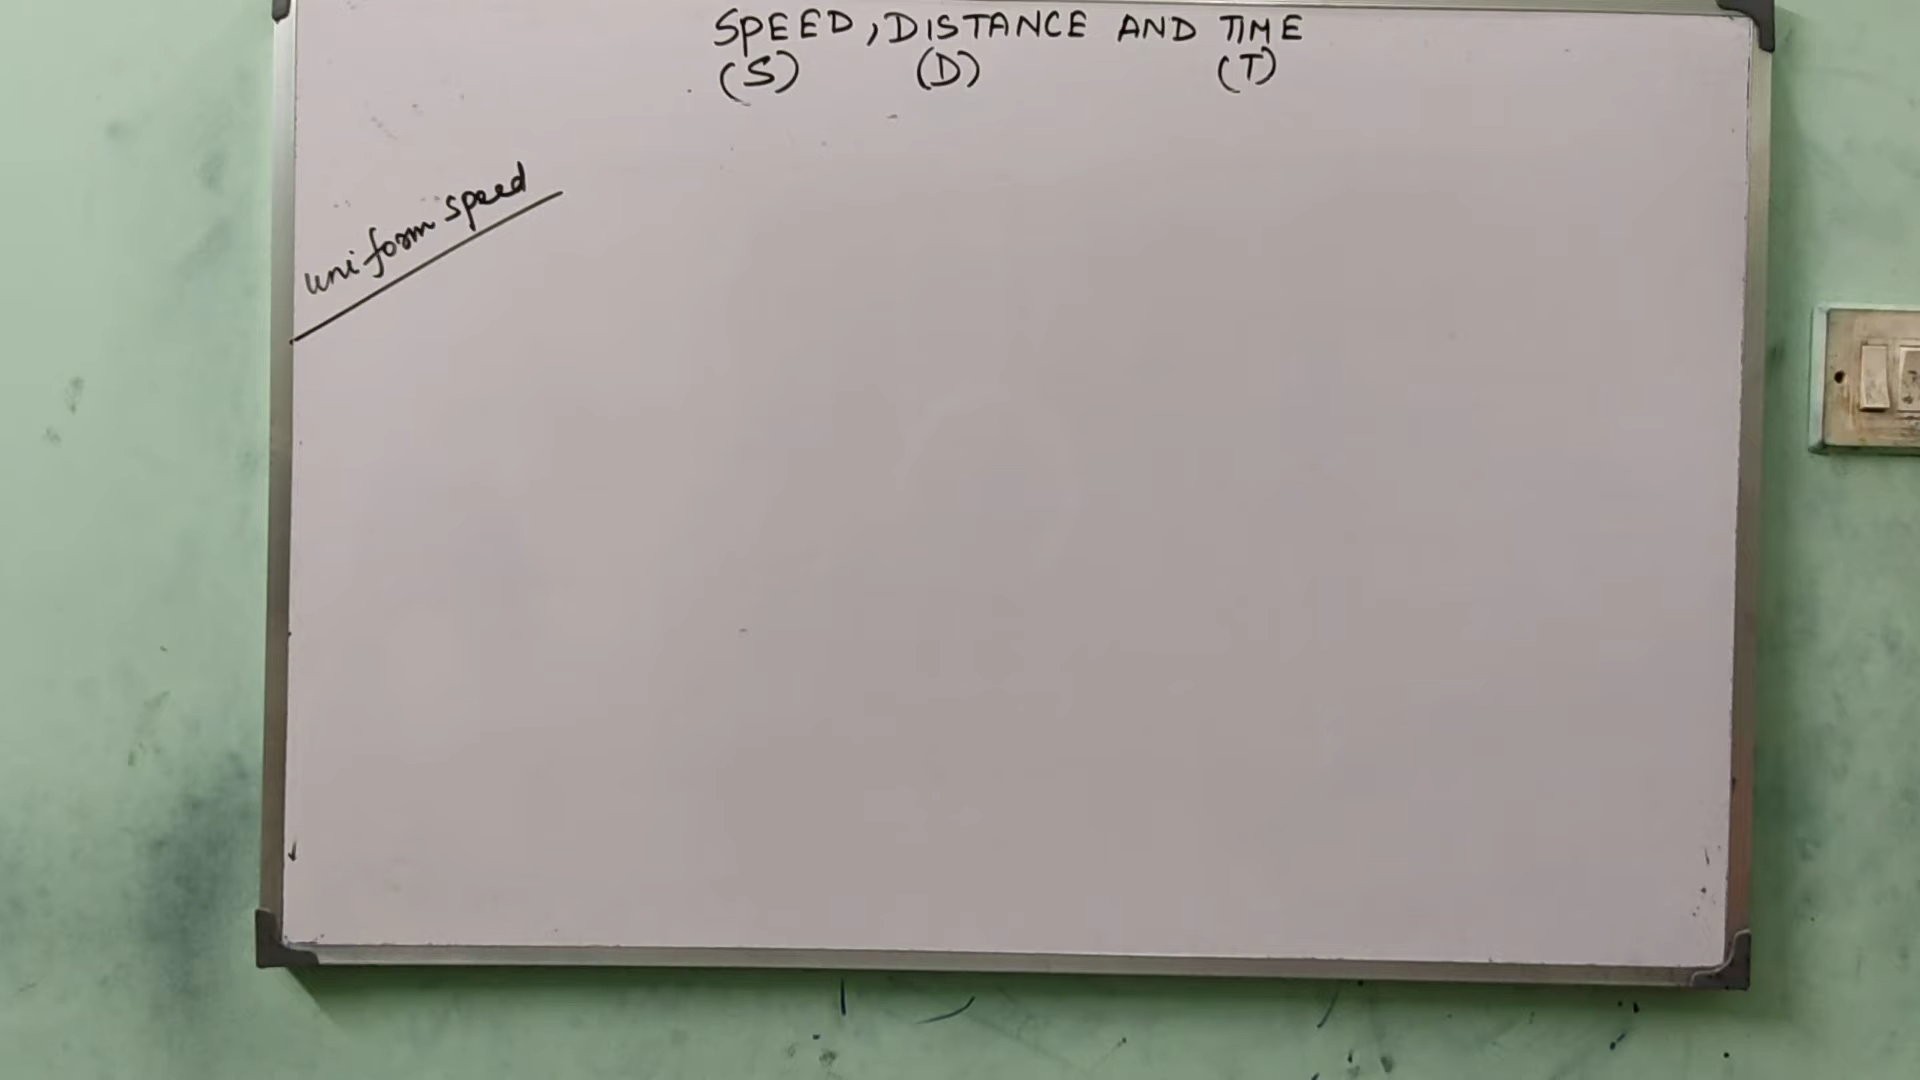 SPEED, DISTANCE AND TIME
(S) (D) (T)
uniform speed